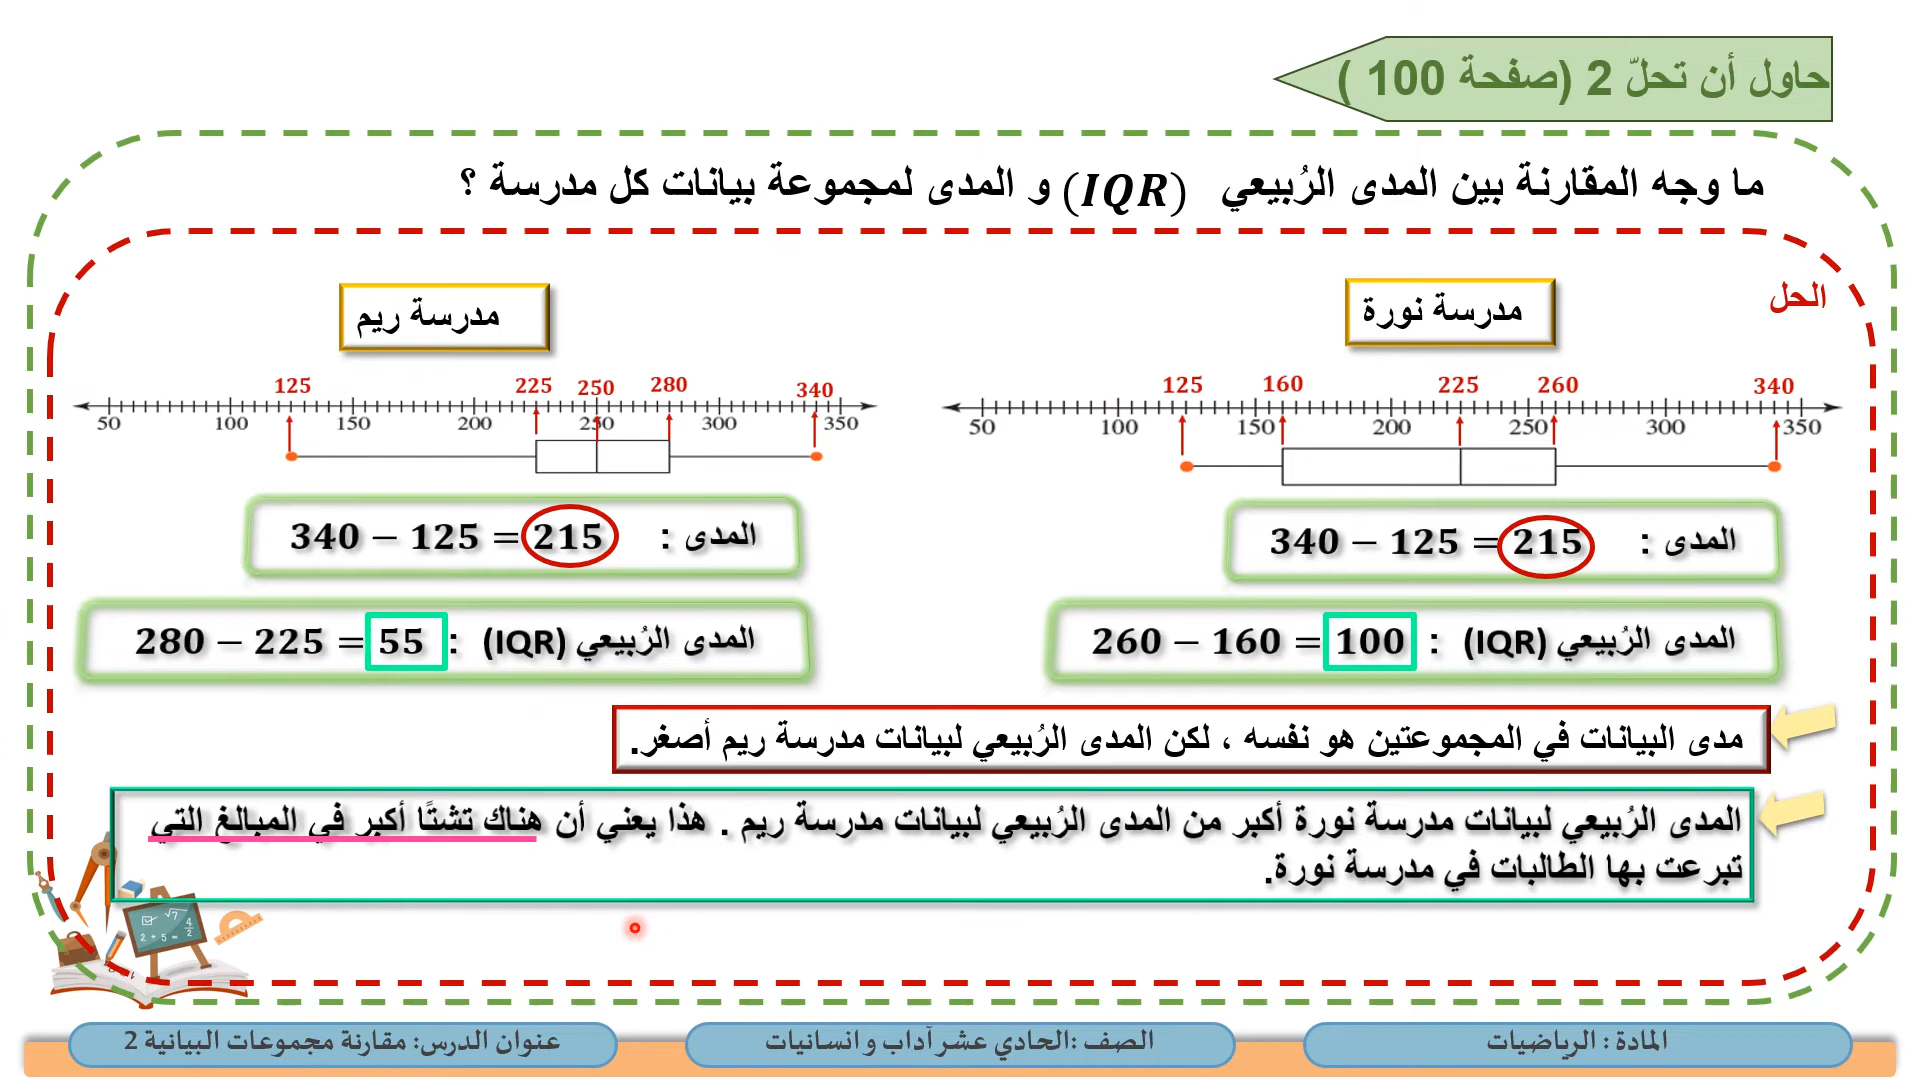 حاول أن تحلّ 2 (صفحة 100 )
ما وجه المقارنة بين المدى الرُبيعي (IQR) و المدى لمجموعة بيانات كل مدرسة ؟
الحل
مدرسة نورة
125 160 225 260 340
50 100 150 200 250 300 350
المدى : 340 − 125 = 215
المدى الرُبيعي (IQR) : 260 − 160 = 100
مدرسة ريم
125 225 250 280 340
50 100 150 200 250 300 350
المدى : 340 − 125 = 215
المدى الرُبيعي (IQR) : 280 − 225 = 55
مدى البيانات في المجموعتين هو نفسه ، لكن المدى الرُبيعي لبيانات مدرسة ريم أصغر.
المدى الرُبيعي لبيانات مدرسة نورة أكبر من المدى الرُبيعي لبيانات مدرسة ريم . هذا يعني أن هناك تشتًا أكبر في المبالغ التي
تبرعت بها الطالبات في مدرسة نورة.
√7
2 + 5 =
4
2
المادة : الرياضيات
الصف :الحادي عشر آداب و انسانيات
عنوان الدرس: مقارنة مجموعات البيانية 2